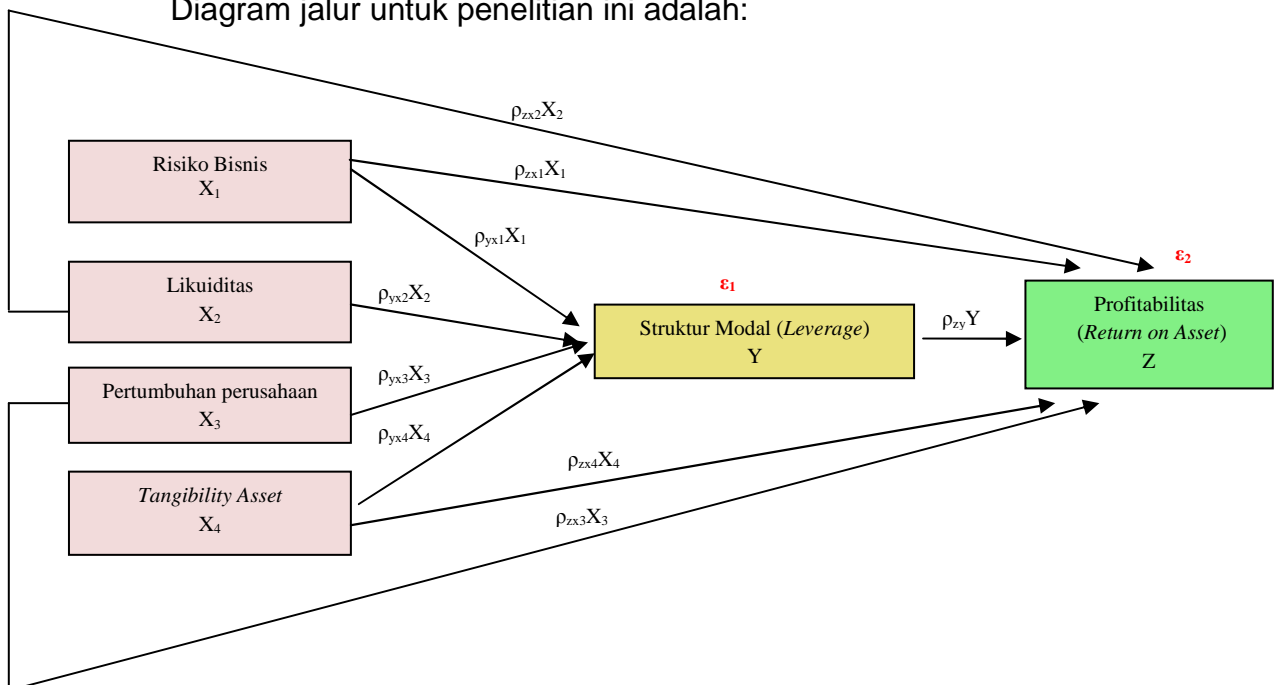 Diagram jalur untuk penelitian ini adalah:
ρzx2X2
Risiko Bisnis
X1
ρzx1X1
ρyx1X1
Likuiditas
X2
ρyx2X2
ε1
Struktur Modal (Leverage)
Y
ρzyY
ε2
Profitabilitas
(Return on Asset)
Z
Pertumbuhan perusahaan
X3
ρyx3X3
ρyx4X4
Tangibility Asset
X4
ρzx4X4
ρzx3X3